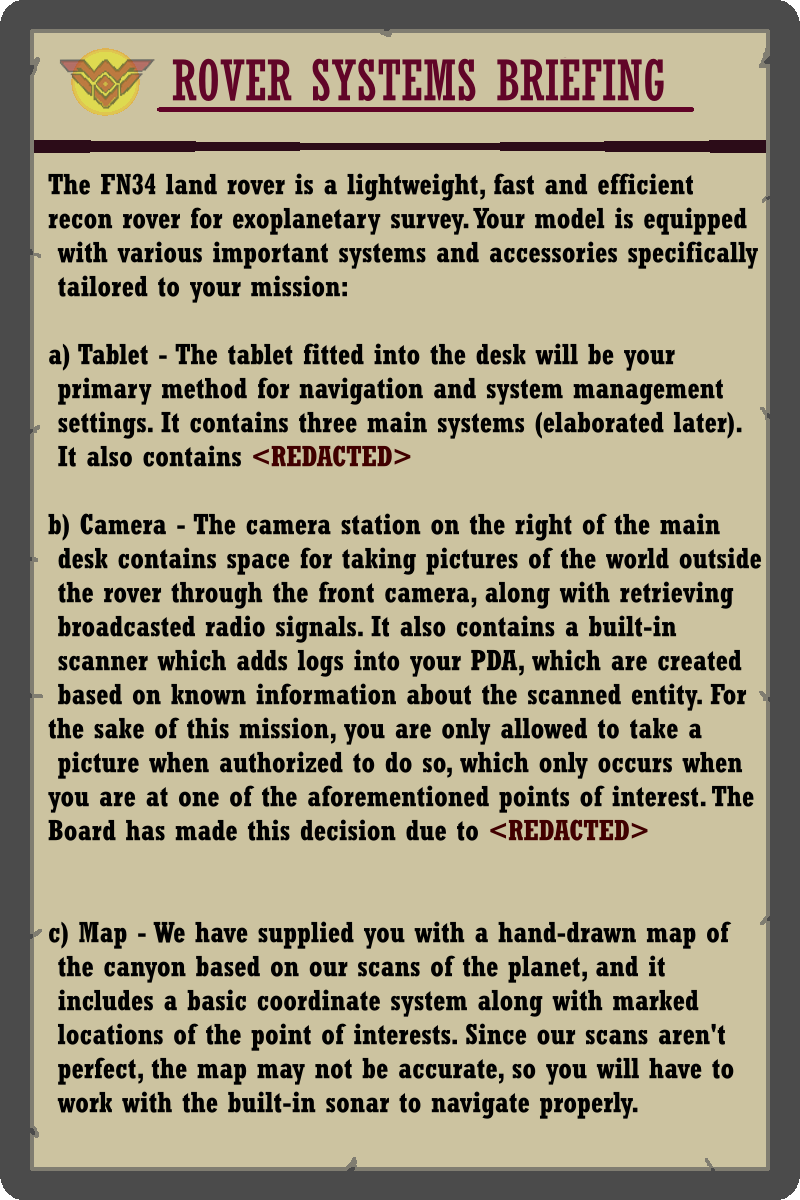 ROVER SYSTEMS BRIEFING
The FN34 land rover is a lightweight, fast and efficient
recon rover for exoplanetary survey. Your model is equipped
with various important systems and accessories specifically
tailored to your mission:
a) Tablet - The tablet fitted into the desk will be your
primary method for navigation and system management
settings. It contains three main systems (elaborated later).
It also contains <REDACTED>
b) Camera - The camera station on the right of the main
desk contains space for taking pictures of the world outside
the rover through the front camera, along with retrieving
broadcasted radio signals. It also contains a built-in
scanner which adds logs into your PDA, which are created
based on known information about the scanned entity. For
the sake of this mission, you are only allowed to take a
picture when authorized to do so, which only occurs when
you are at one of the aforementioned points of interest. The
Board has made this decision due to <REDACTED>
c) Map - We have supplied you with a hand-drawn map of
the canyon based on our scans of the planet, and it
includes a basic coordinate system along with marked
locations of the point of interests. Since our scans aren't
perfect, the map may not be accurate, so you will have to
work with the built-in sonar to navigate properly.